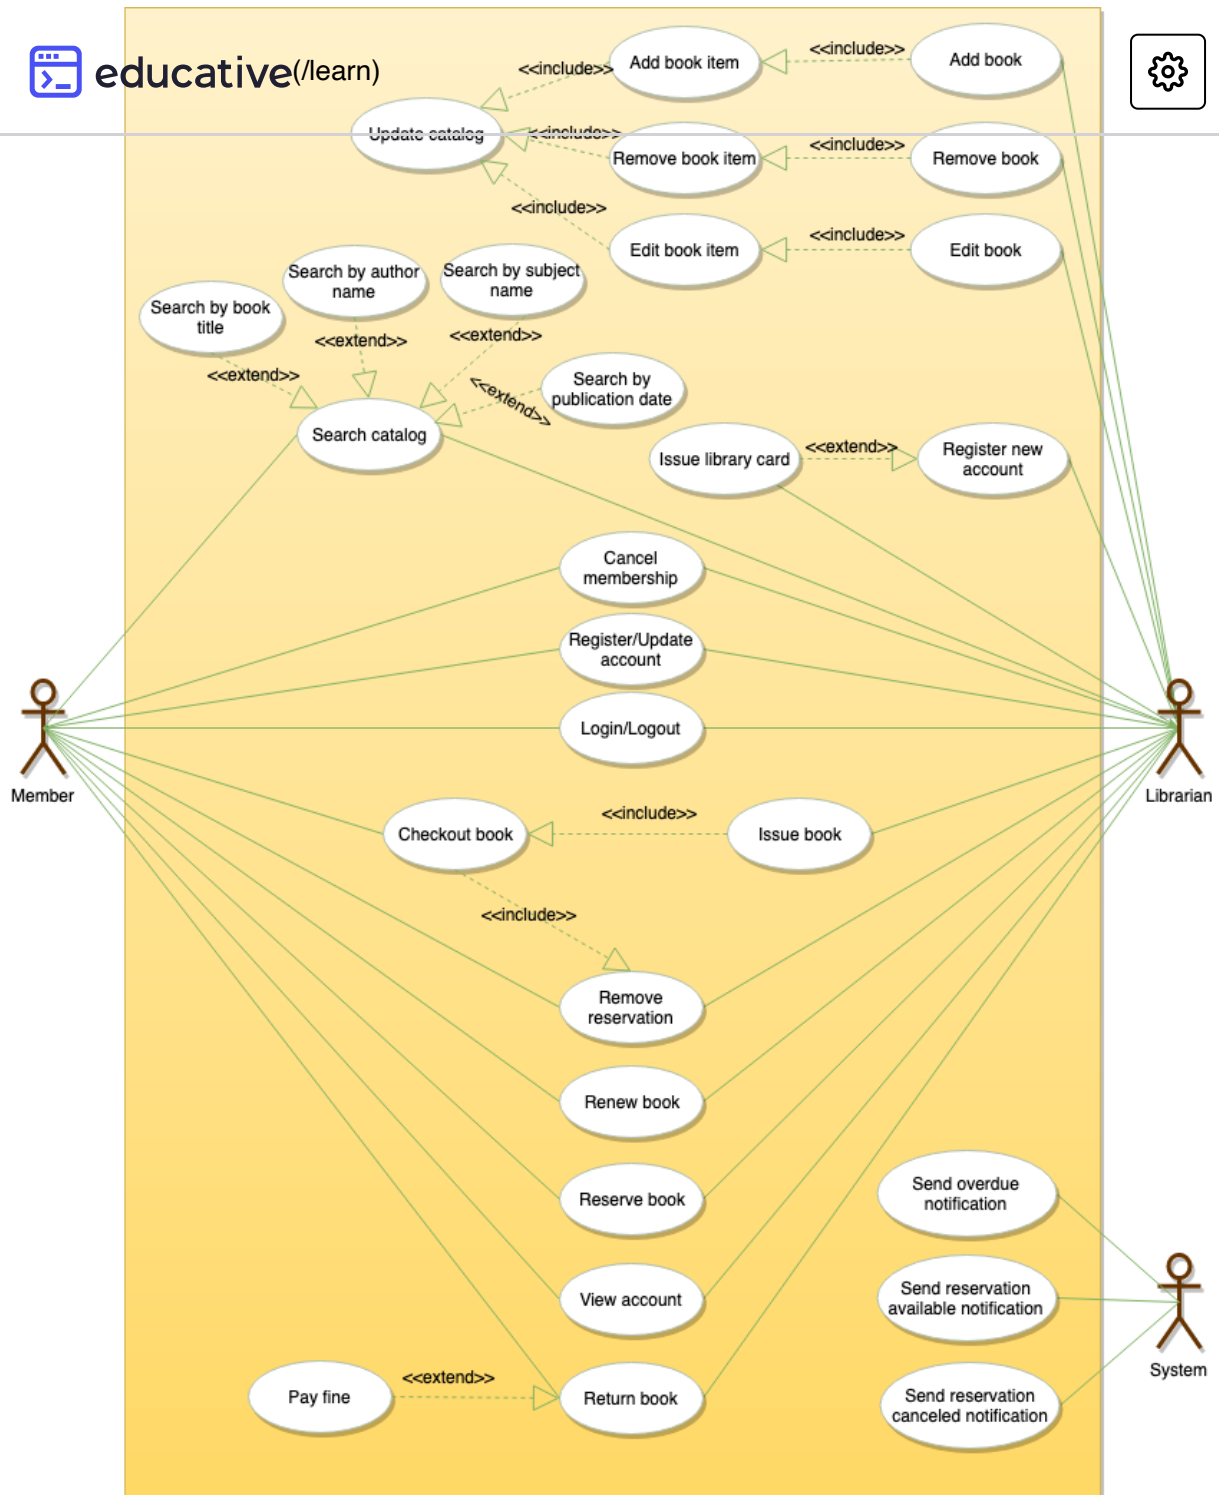 educative(/learn)
<<include>>
Add book item
<<include>>
Add book
Update catalog
<<include>>
Remove book item
<<include>>
Remove book
<<include>>
Edit book item
<<include>>
Edit book
Search by book
title
Search by author
name
Search by subject
name
<<extend>>
<<extend>>
<<extend>>
<<extend>>
Search by
publication date
Search catalog
Issue library card
<<extend>>
Register new
account
Cancel
membership
Register/Update
account
Login/Logout
Member
Librarian
Checkout book
<<include>>
Issue book
<<include>>
Remove
reservation
Renew book
Reserve book
Send overdue
notification
View account
Send reservation
available notification
System
Pay fine
<<extend>>
Return book
Send reservation
canceled notification